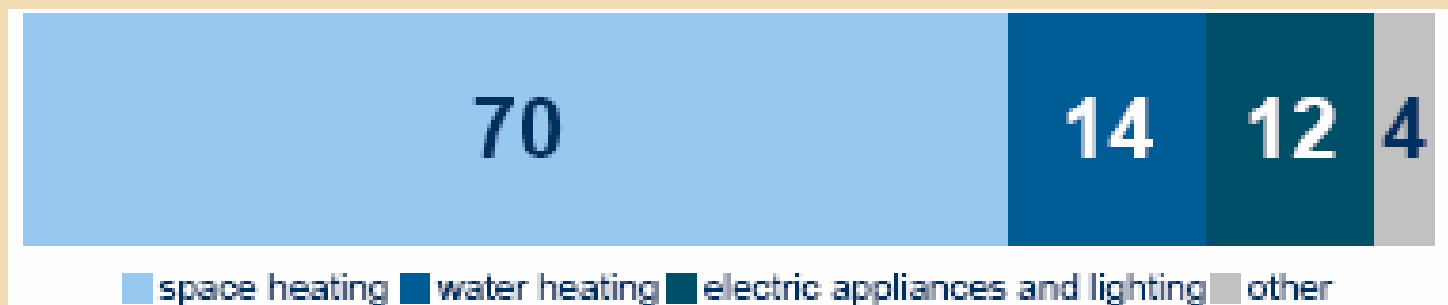 70 14 12 4
space heating water heating electric appliances and lighting other